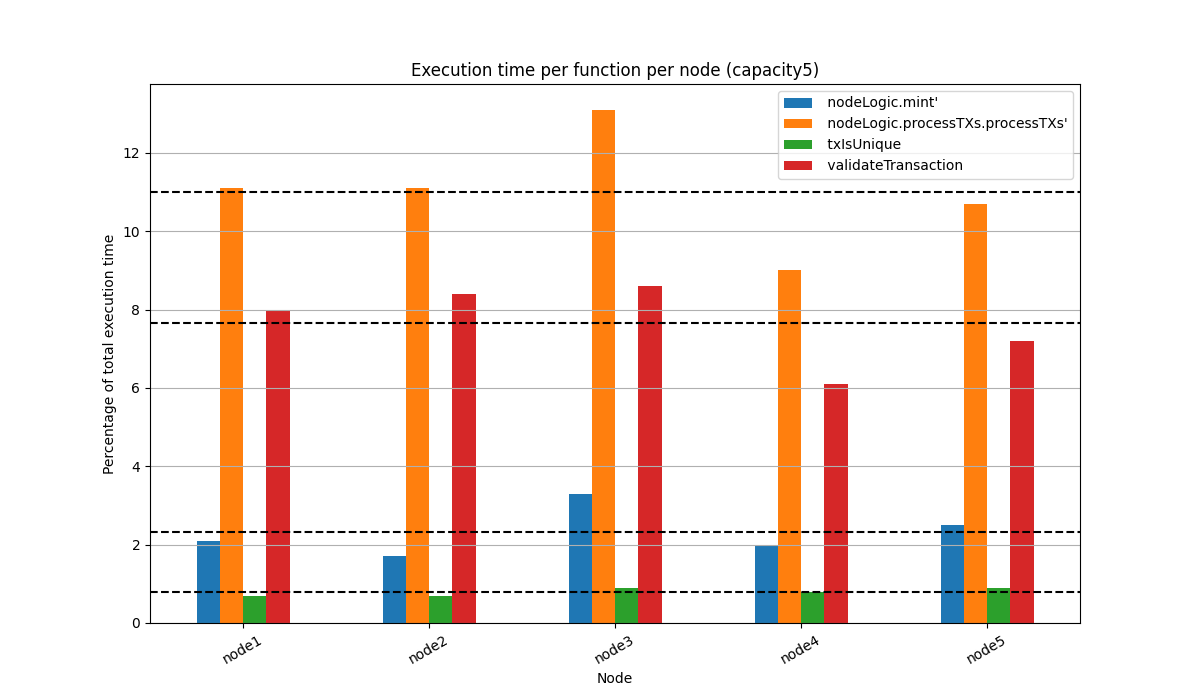 Execution time per function per node (capacity5)
nodeLogic.mint'
nodeLogic.processTXs.processTXs'
txIsUnique
validateTransaction
Percentage of total execution time
12
10
8
6
4
2
0
node1
node2
node3
node4
node5
Node